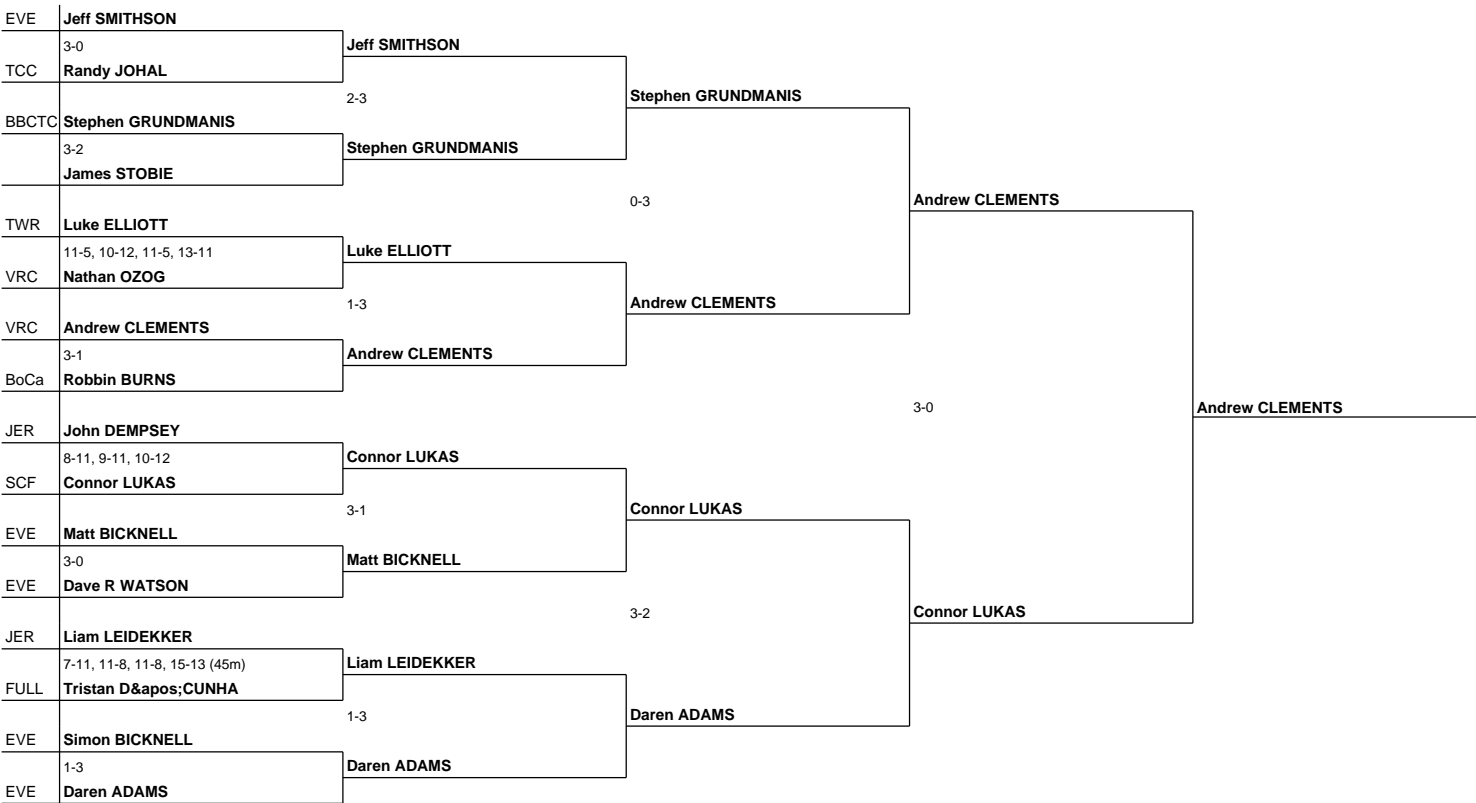 EVE Jeff SMITHSON
3-0 Jeff SMITHSON
TCC Randy JOHAL
2-3 Stephen GRUNDMANIS
BBCTC Stephen GRUNDMANIS
3-2 Stephen GRUNDMANIS
James STOBIE
0-3 Andrew CLEMENTS
TWR Luke ELLIOTT
11-5, 10-12, 11-5, 13-11 Luke ELLIOTT
VRC Nathan OZOG
1-3 Andrew CLEMENTS
VRC Andrew CLEMENTS
3-1 Andrew CLEMENTS
BoCa Robbin BURNS
3-0 Andrew CLEMENTS
JER John DEMPSEY
8-11, 9-11, 10-12 Connor LUKAS
SCF Connor LUKAS
3-1 Connor LUKAS
EVE Matt BICKNELL
3-0 Matt BICKNELL
EVE Dave R WATSON
3-2 Connor LUKAS
JER Liam LEIDEKKER
7-11, 11-8, 11-8, 15-13 (45m) Liam LEIDEKKER
FULL Tristan D&apos;CUNHA
1-3 Daren ADAMS
EVE Simon BICKNELL
1-3 Daren ADAMS
EVE Daren ADAMS